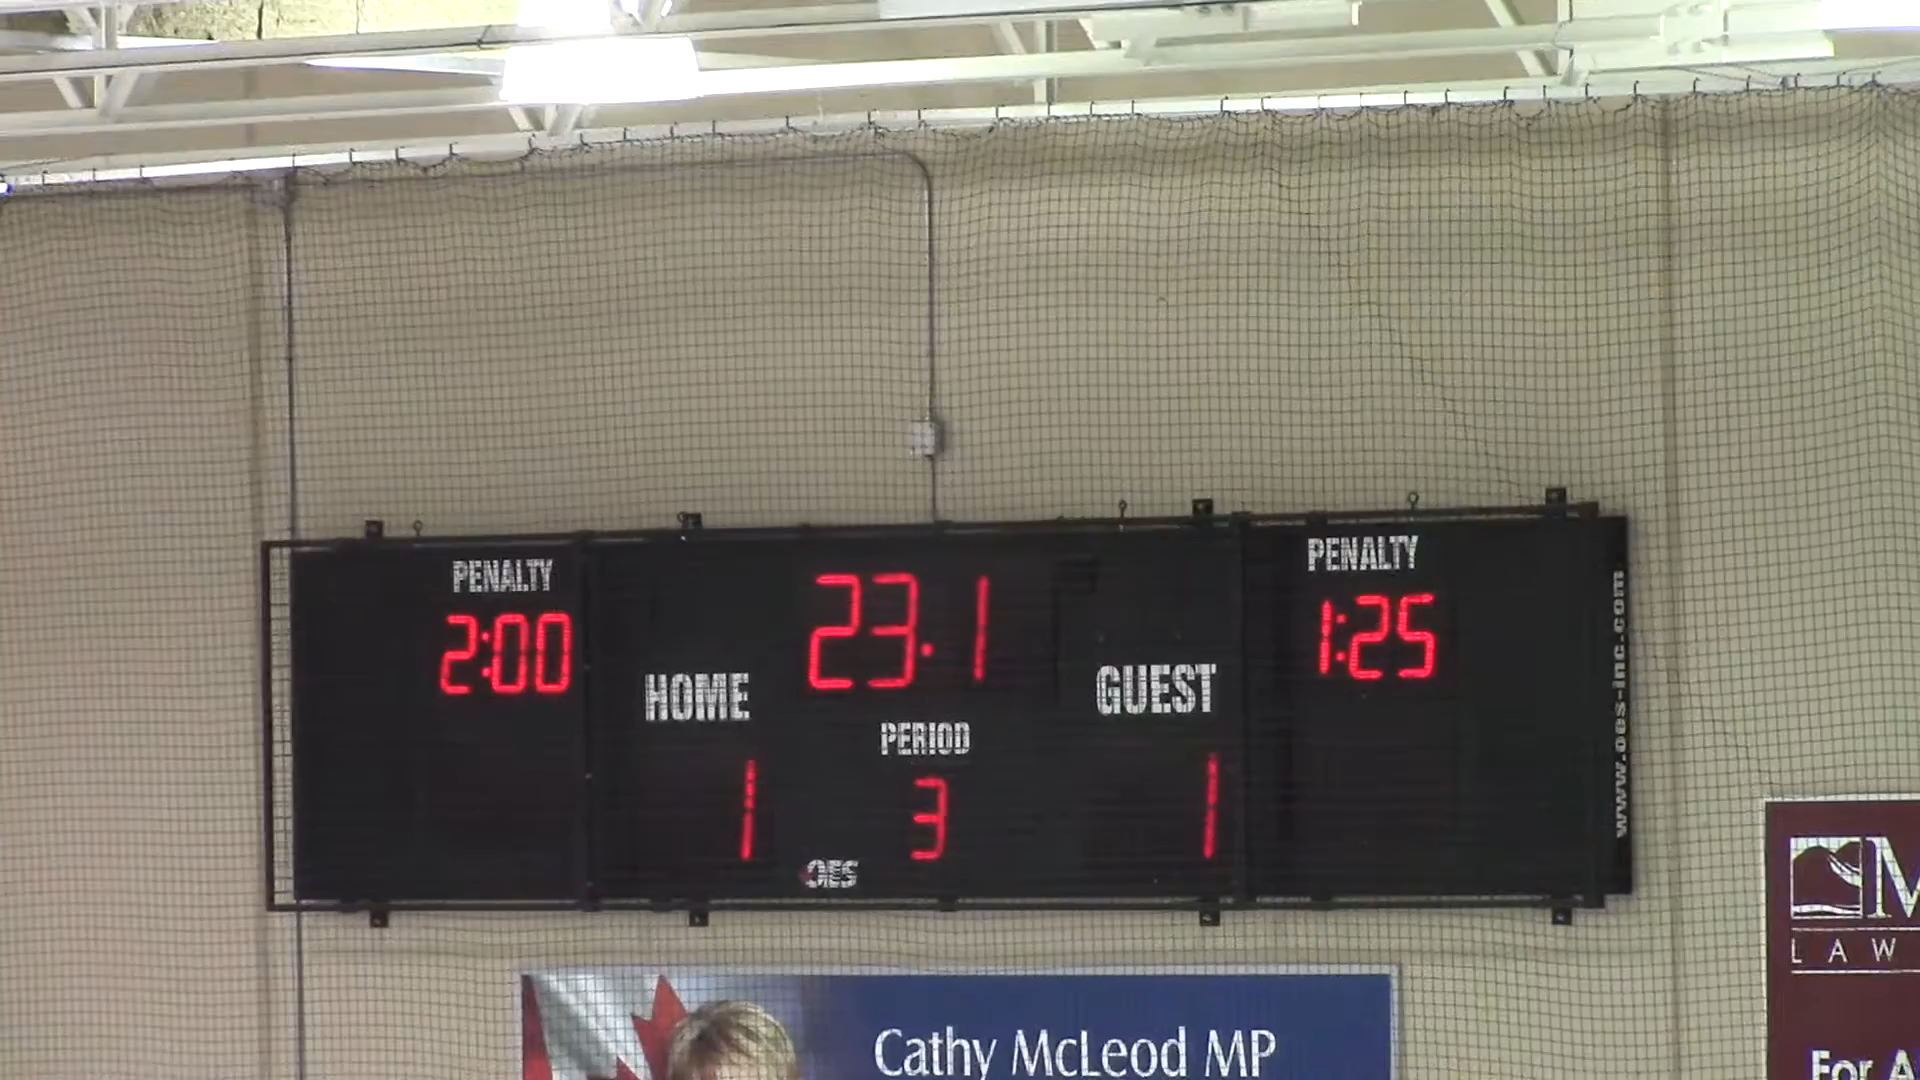 PENALTY
2:00
23.1
PENALTY
1:25
HOME
GUEST
PERIOD
1
3
1
OES
www.oes-inc.com
Cathy McLeod MP
LAW
For